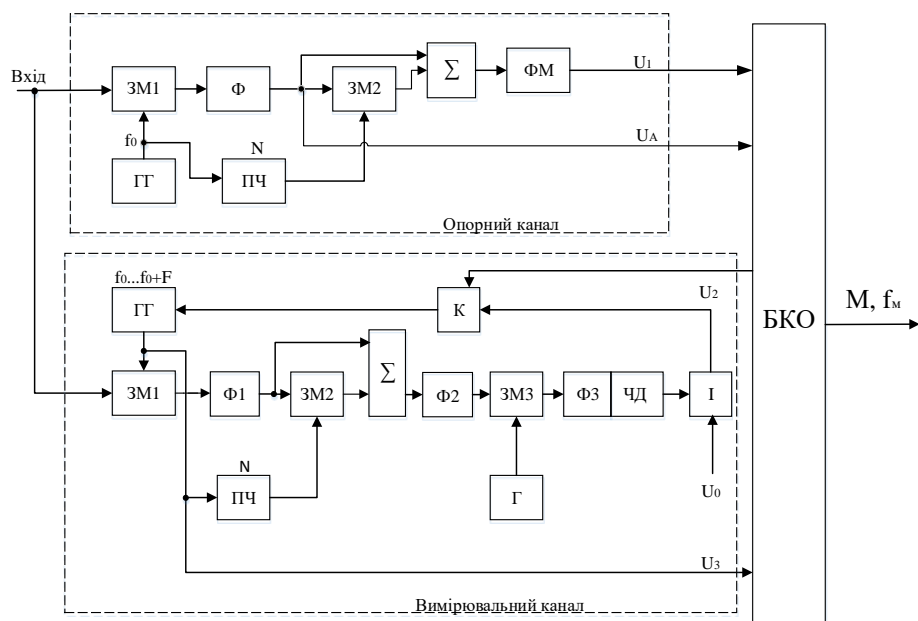 Вхід
ЗМ1
Ф
ЗМ2
Σ
ФМ
U1
f0
N
ГГ
ПЧ
UA
Опорний канал
f0...f0+F
ГГ
К
U2
БКО
М, fм
ЗМ1
Ф1
ЗМ2
Σ
Ф2
ЗМ3
Ф3
ЧД
І
N
ПЧ
Г
U0
U3
Вимірювальний канал